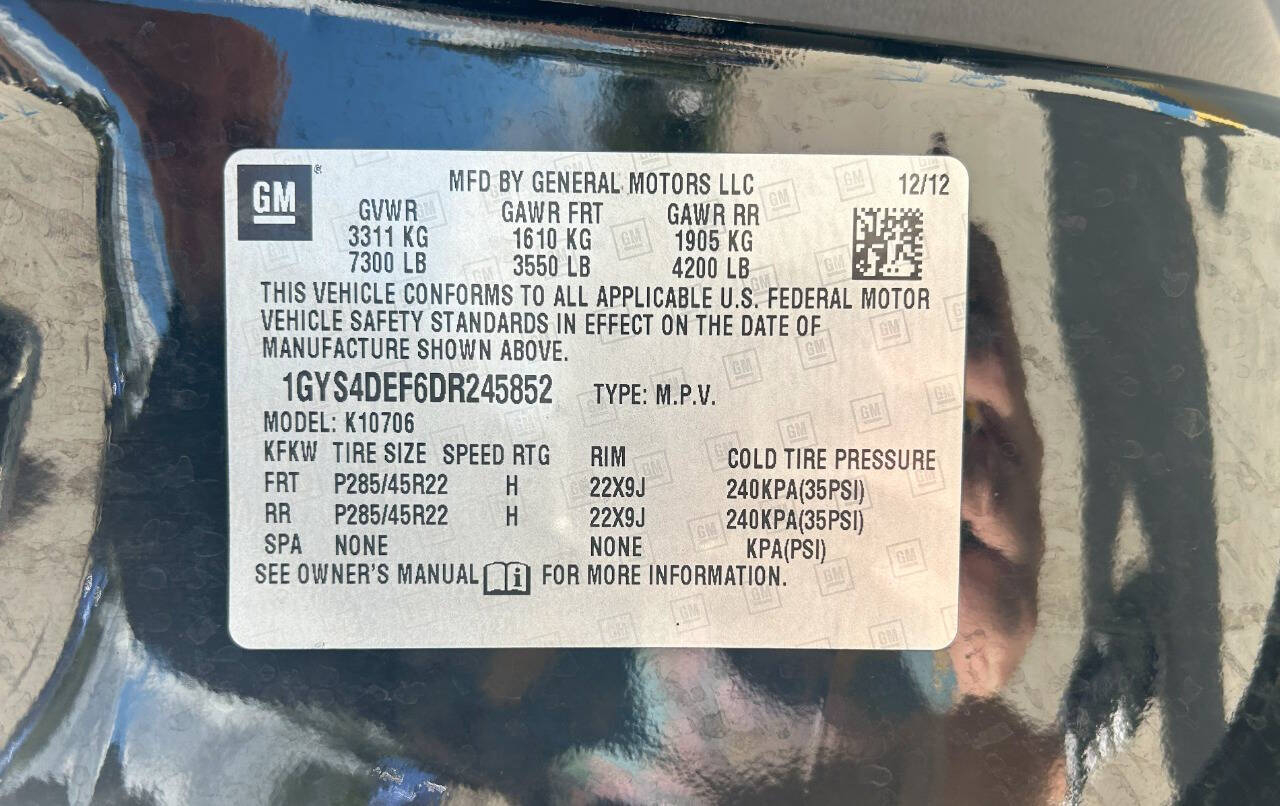 GM ®
MFD BY GENERAL MOTORS LLC 12/12
GVWR GAWR FRT GAWR RR
3311 KG 1610 KG 1905 KG
7300 LB 3550 LB 4200 LB
THIS VEHICLE CONFORMS TO ALL APPLICABLE U.S. FEDERAL MOTOR
VEHICLE SAFETY STANDARDS IN EFFECT ON THE DATE OF
MANUFACTURE SHOWN ABOVE.
1GYS4DEF6DR245852 TYPE: M.P.V.
MODEL: K10706
KFKW TIRE SIZE SPEED RTG RIM COLD TIRE PRESSURE
FRT P285/45R22 H 22X9J 240KPA(35PSI)
RR P285/45R22 H 22X9J 240KPA(35PSI)
SPA NONE NONE KPA(PSI)
SEE OWNER'S MANUAL FOR MORE INFORMATION.